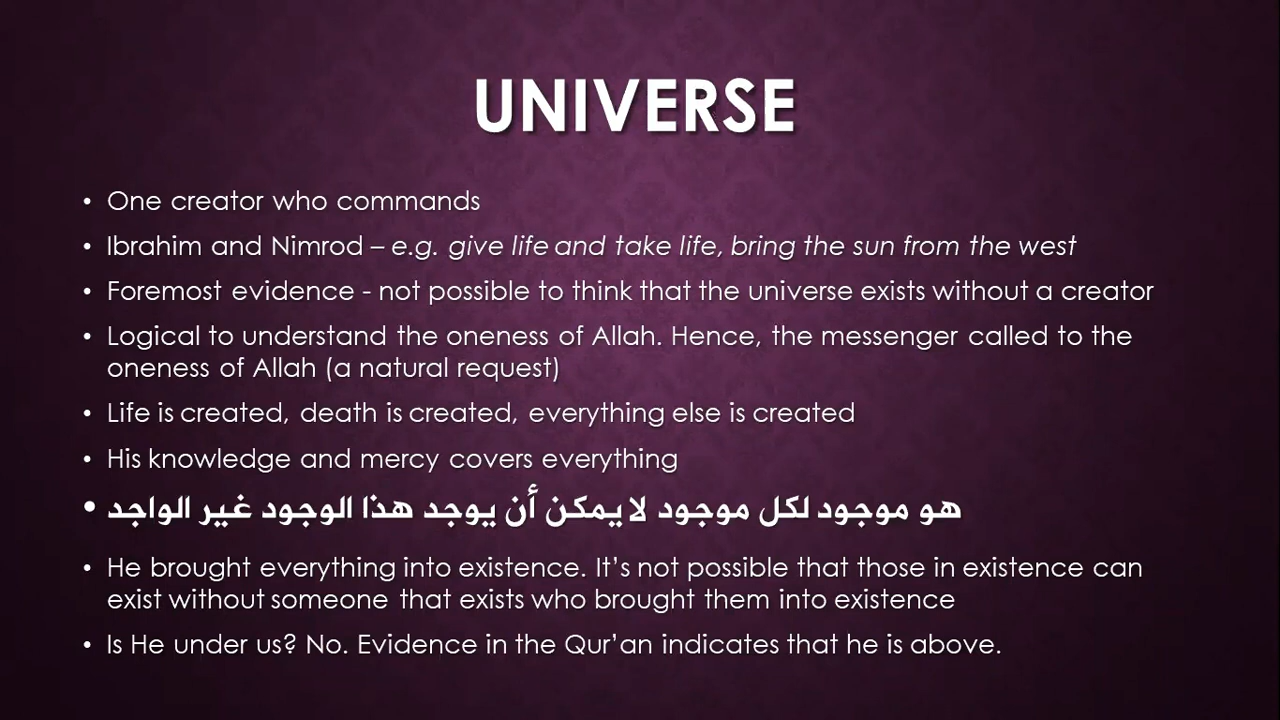 UNIVERSE
• One creator who commands
• Ibrahim and Nimrod – e.g. give life and take life, bring the sun from the west
• Foremost evidence - not possible to think that the universe exists without a creator
• Logical to understand the oneness of Allah. Hence, the messenger called to the
oneness of Allah (a natural request)
• Life is created, death is created, everything else is created
• His knowledge and mercy covers everything
• هو موجود لكل موجود لا يمكن أن يوجد هذا الوجود غير الواجد
• He brought everything into existence. It’s not possible that those in existence can
exist without someone that exists who brought them into existence
• Is He under us? No. Evidence in the Qur’an indicates that he is above.